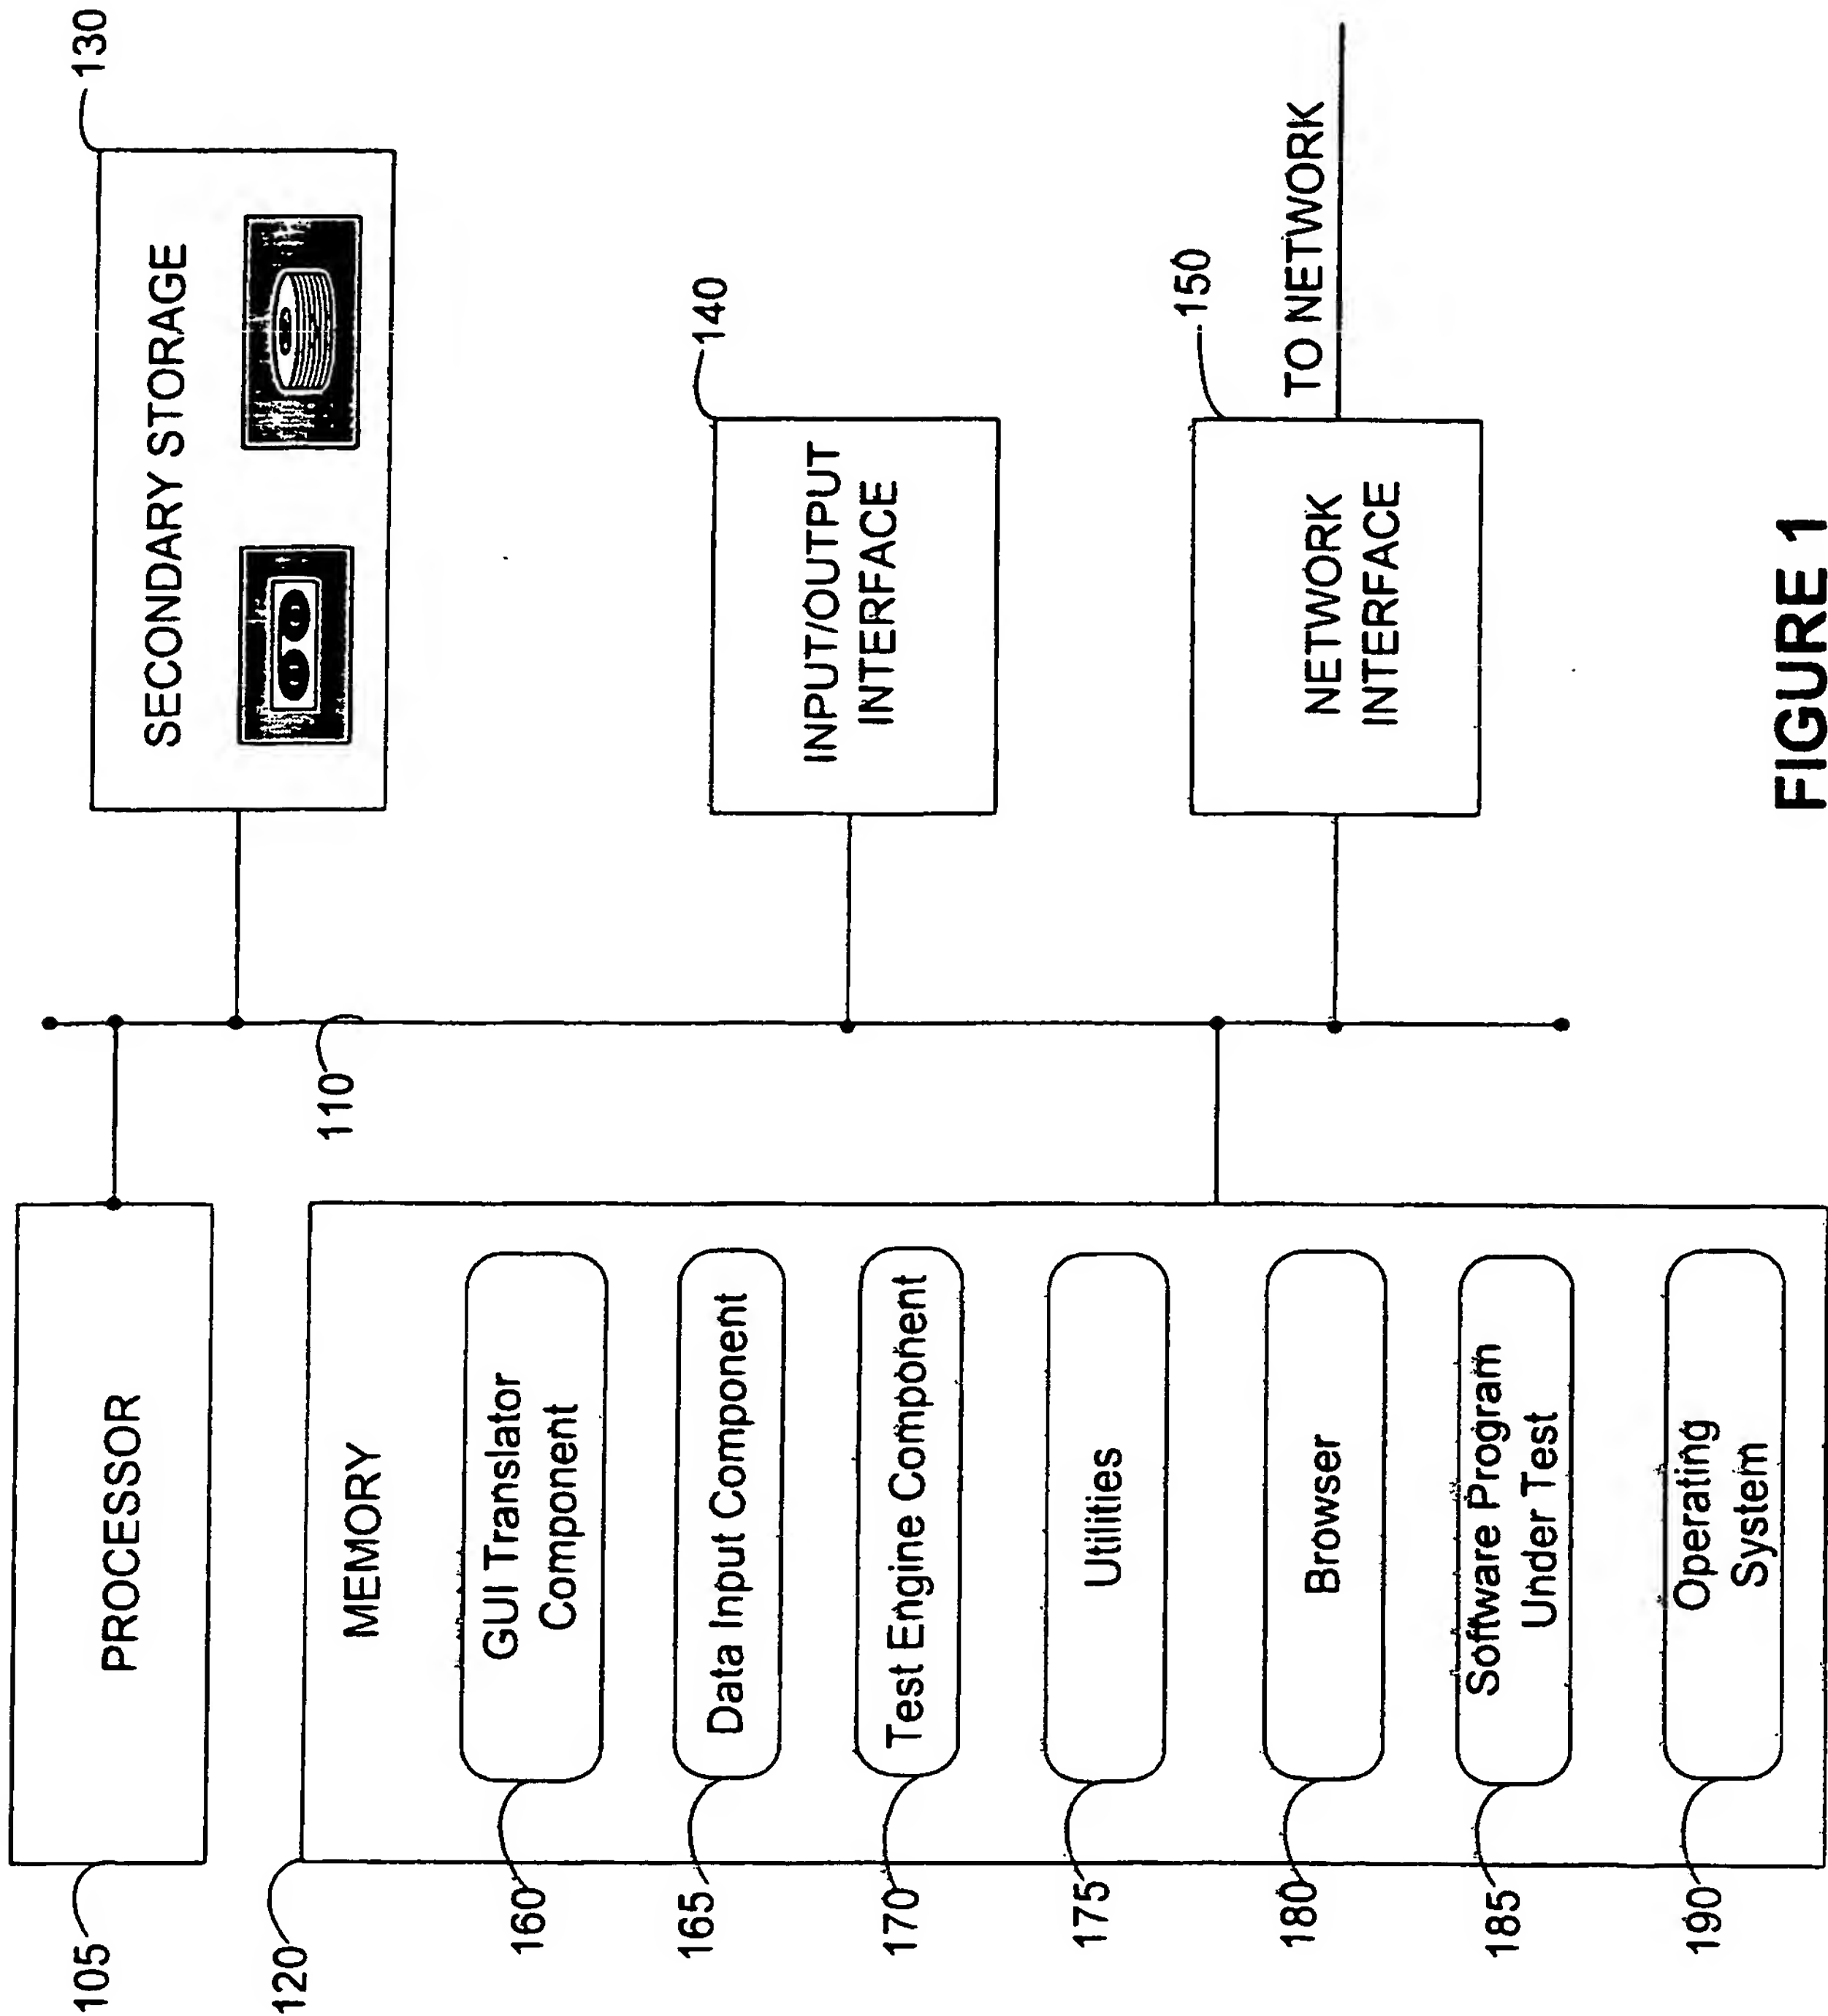 105
PROCESSOR
120
MEMORY
160
GUI Translator
Component
165
Data Input Component
170
Test Engine Component
175
Utilities
180
Browser
185
Software Program
Under Test
190
Operating
System
110
130
SECONDARY STORAGE
140
INPUT/OUTPUT
INTERFACE
150
NETWORK
INTERFACE
TO NETWORK
FIGURE 1